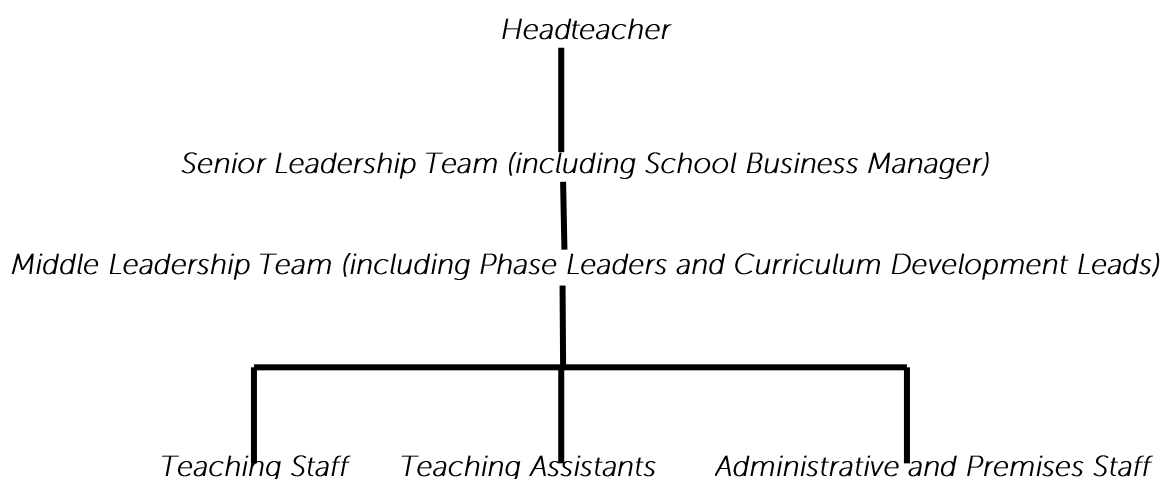 Headteacher
Senior Leadership Team (including School Business Manager)
Middle Leadership Team (including Phase Leaders and Curriculum Development Leads)
Teaching Staff
Teaching Assistants
Administrative and Premises Staff